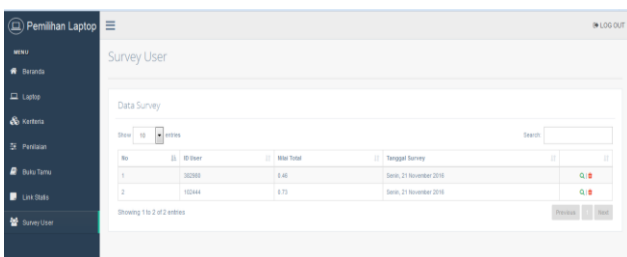 Pemilihan Laptop
LOG OUT
MENU
Beranda
Laptop
Kriteria
Penilaian
Buku Tamu
Link Statis
Survey User
Survey User
Data Survey
Show 10 entries
Search:
No ID User Nilai Total Tanggal Survey
1 0.46 Senin, 21 November 2016
2 102444 0.73 Senin, 21 November 2016
Showing 1 to 2 of 2 entries
Previous 1 Next